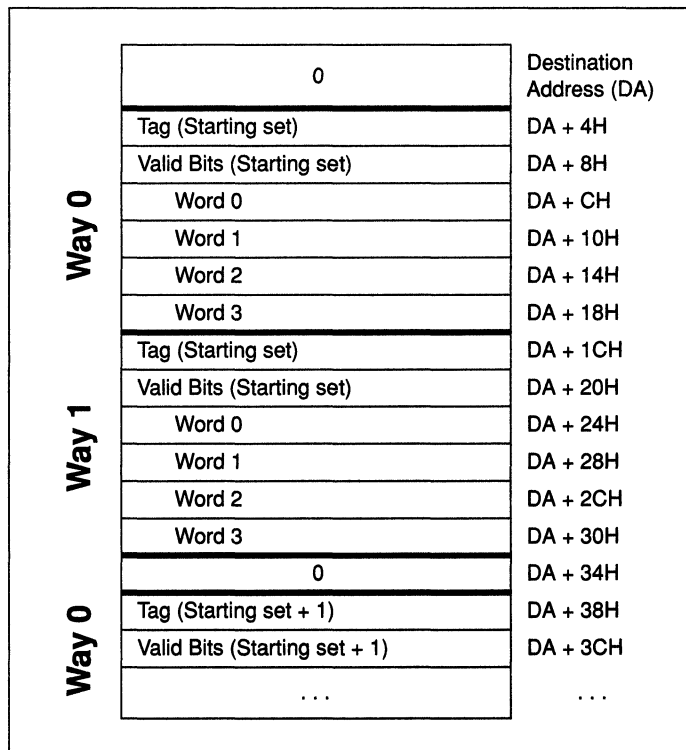 0 Destination
Address (DA)
Tag (Starting set) DA + 4H
Valid Bits (Starting set) DA + 8H
Word 0 DA + CH
Word 1 DA + 10H
Word 2 DA + 14H
Word 3 DA + 18H
Way 0
Tag (Starting set) DA + 1CH
Valid Bits (Starting set) DA + 20H
Word 0 DA + 24H
Word 1 DA + 28H
Word 2 DA + 2CH
Word 3 DA + 30H
Way 1
0 DA + 34H
Tag (Starting set + 1) DA + 38H
Valid Bits (Starting set + 1) DA + 3CH
. . . . . .
Way 0